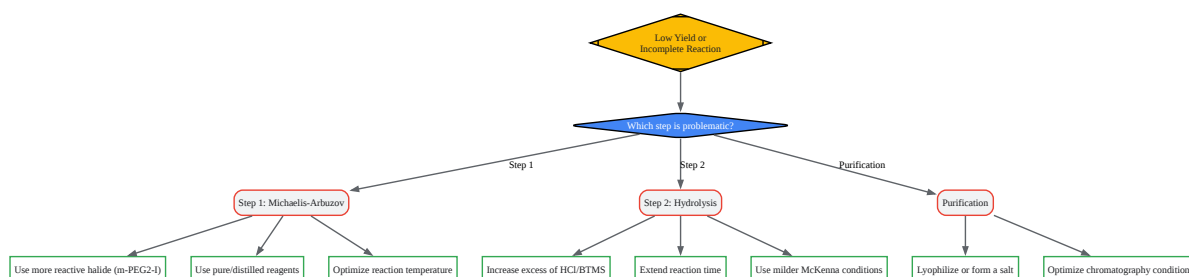 Low Yield or
Incomplete Reaction
Which step is problematic?
Step 1
Step 2
Purification
Step 1: Michaelis-Arbuzov
Step 2: Hydrolysis
Purification
Use more reactive halide (m-PEG2-I)
Use pure/distilled reagents
Optimize reaction temperature
Increase excess of HCl/BTMS
Extend reaction time
Use milder McKenna conditions
Lyophilize or form a salt
Optimize chromatography conditions